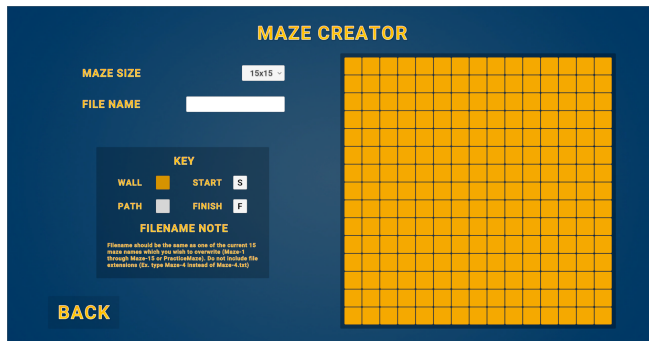 MAZE CREATOR
MAZE SIZE
15x15
FILE NAME
KEY
WALL
START
S
PATH
FINISH
F
FILENAME NOTE
Filename should be the same as one of the current 15
maze names which you wish to overwrite (Maze-1
through Maze-15 or PracticeMaze). Do not include file
extensions (Ex. type Maze-4 instead of Maze-4.txt)
BACK